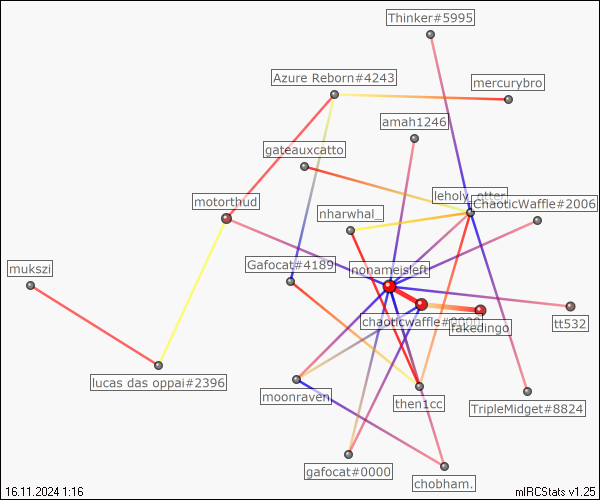 Thinker#5995
Azure Reborn#4243
mercurybro
amah1246
gateauxcatto
motorthud
leholy_otter
ChaoticWaffle#2006
nharwhal_
mukszi
Gafocat#4189
nonameisleft
chaoticwaffle#0000
fakedingo
tt532
lucas das oppai#2396
moonraven
then1cc
TripleMidget#8824
gafocat#0000
chobham.
16.11.2024 1:16
mIRCStats v1.25